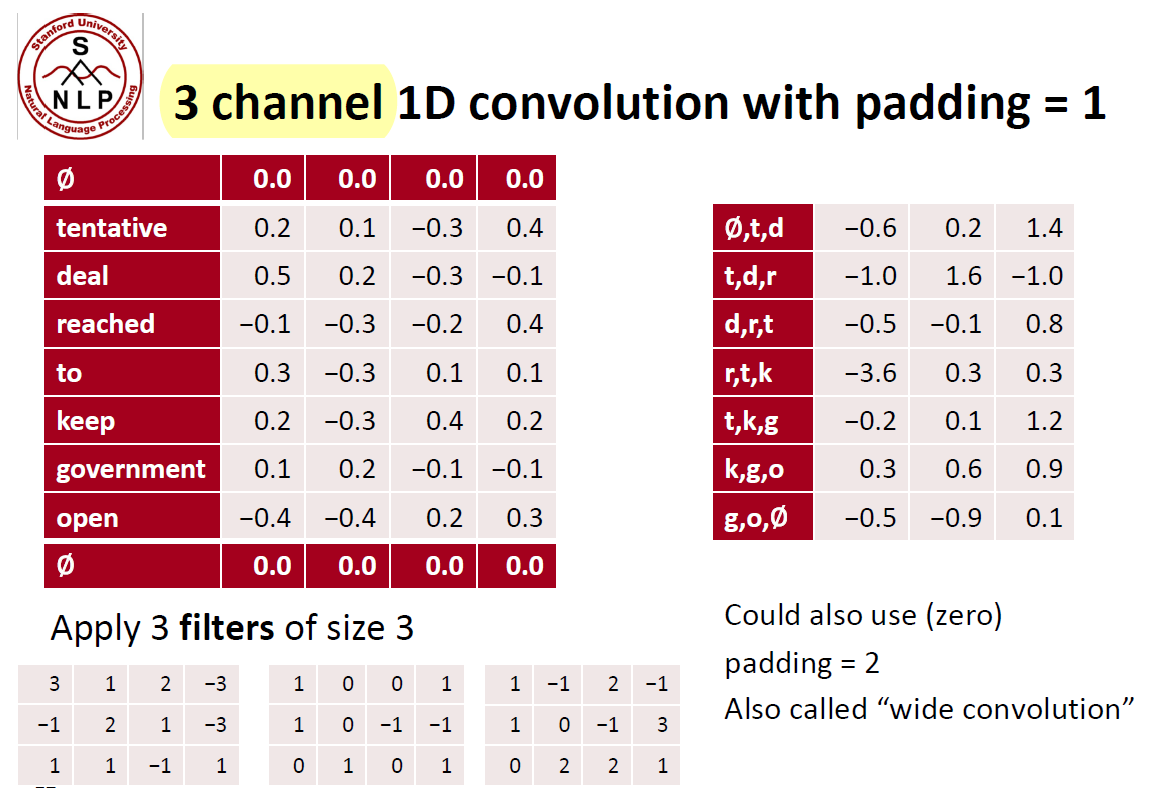 Stanford University
S
N L P
Natural Language Processing
3 channel 1D convolution with padding = 1
Ø 0.0 0.0 0.0 0.0
tentative 0.2 0.1 −0.3 0.4
deal 0.5 0.2 −0.3 −0.1
reached −0.1 −0.3 −0.2 0.4
to 0.3 −0.3 0.1 0.1
keep 0.2 −0.3 0.4 0.2
government 0.1 0.2 −0.1 −0.1
open −0.4 −0.4 0.2 0.3
Ø 0.0 0.0 0.0 0.0
Ø,t,d −0.6 0.2 1.4
t,d,r −1.0 1.6 −1.0
d,r,t −0.5 −0.1 0.8
r,t,k −3.6 0.3 0.3
t,k,g −0.2 0.1 1.2
k,g,o 0.3 0.6 0.9
g,o,Ø −0.5 −0.9 0.1
Apply 3 filters of size 3
3 1 2 −3
−1 2 1 −3
1 1 −1 1
1 0 0 1
1 0 −1 −1
0 1 0 1
1 −1 2 −1
1 0 −1 3
0 2 2 1
Could also use (zero)
padding = 2
Also called “wide convolution”